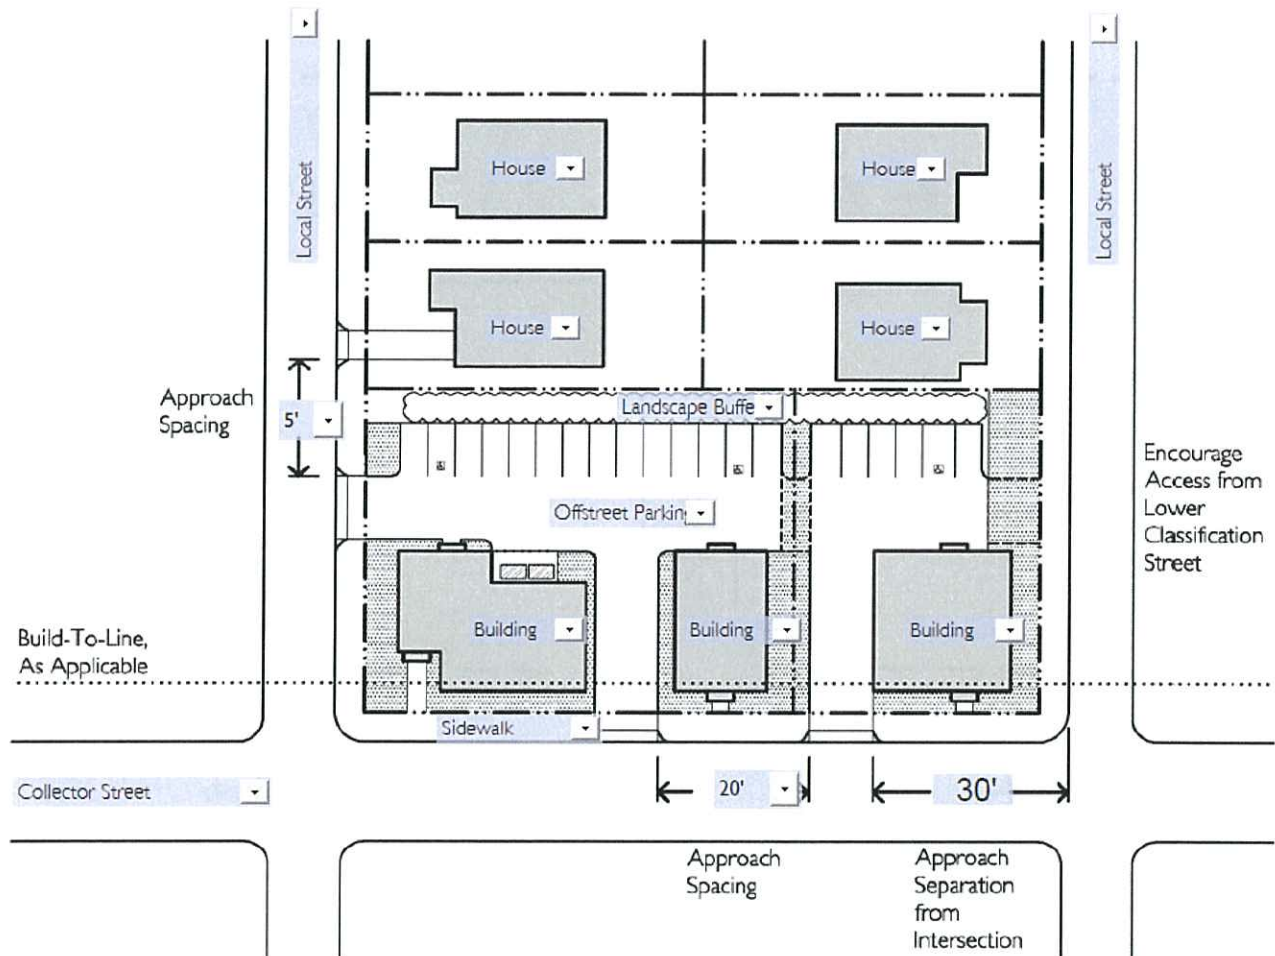 Local Street
Local Street
House
House
House
House
Approach
Spacing
5'
Landscape Buffe
Encourage
Access from
Lower
Classification
Street
Offstreet Parkin
Building
Building
Building
Build-To-Line,
As Applicable
Sidewalk
Collector Street
20'
30'
Approach
Spacing
Approach
Separation
from
Intersection